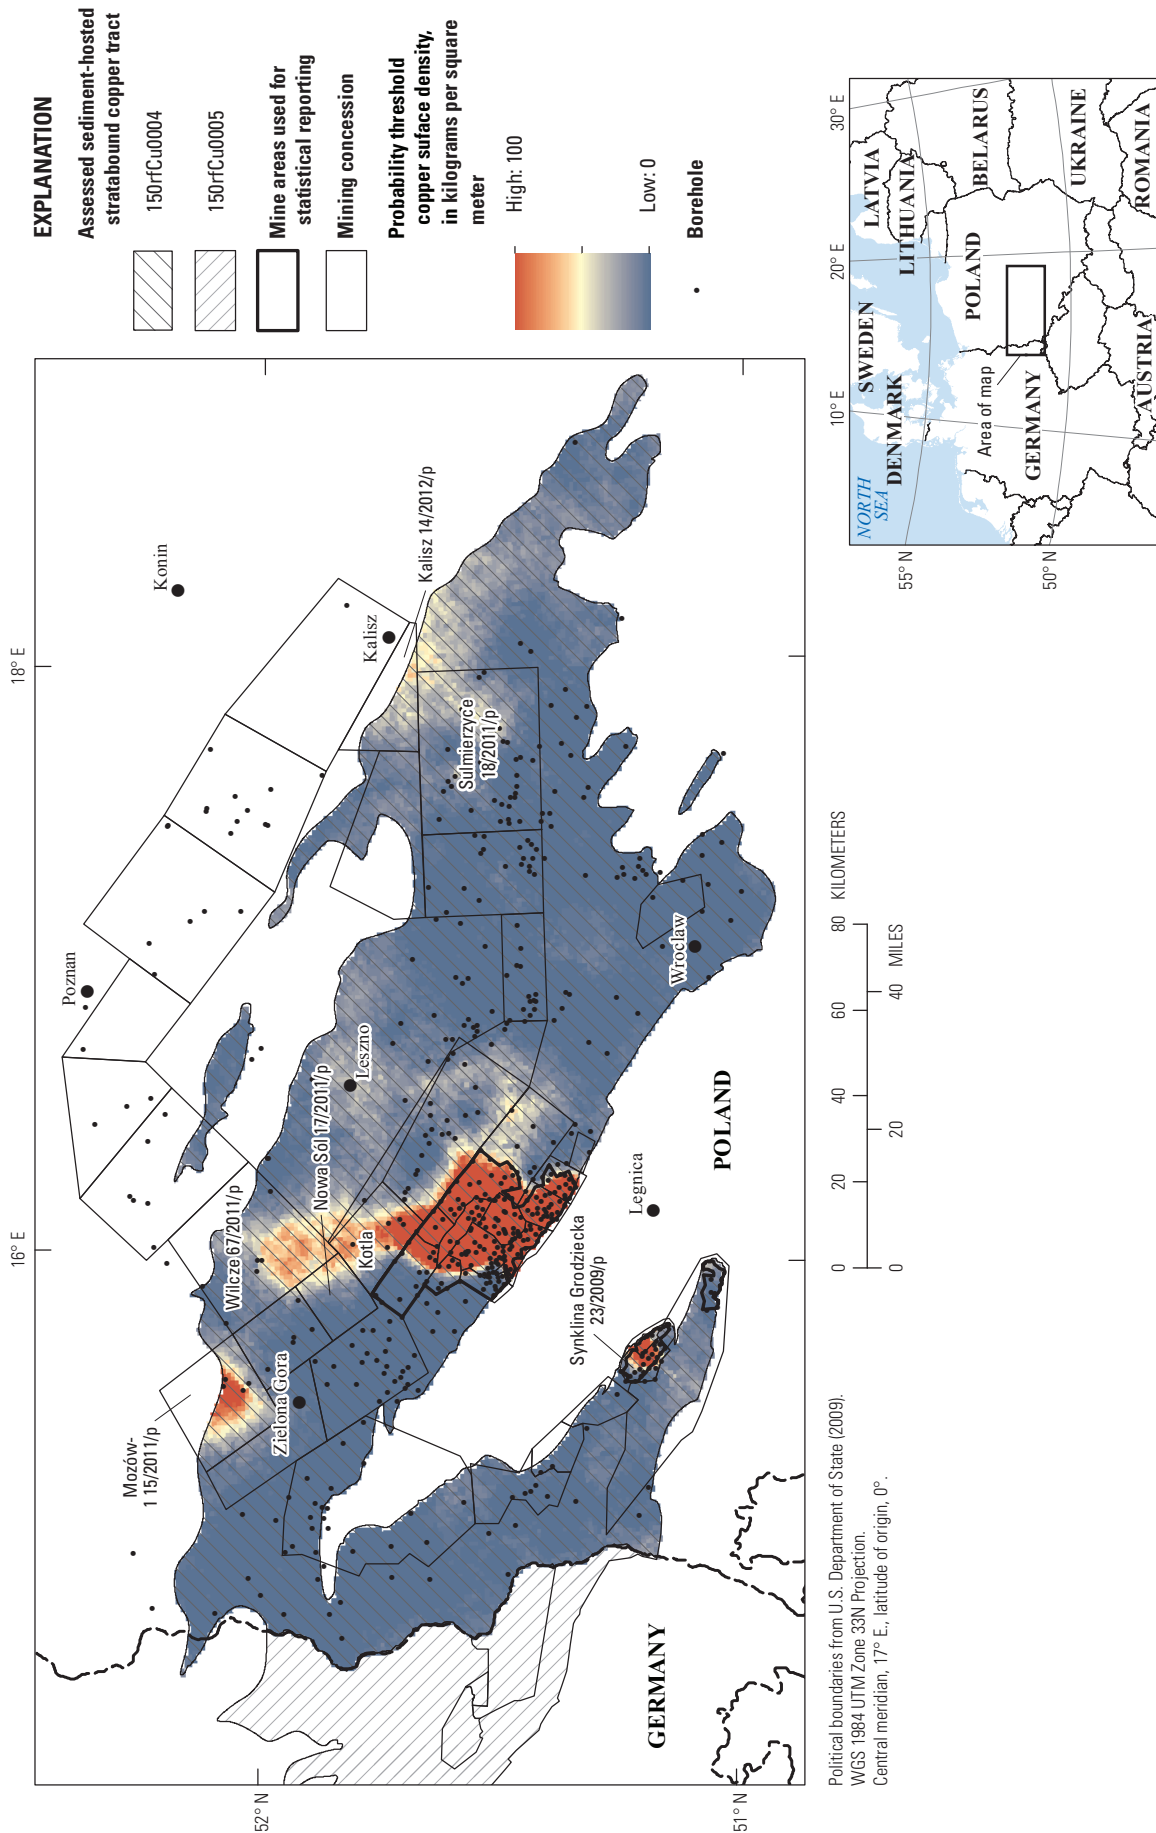 EXPLANATION
Assessed sediment-hosted
stratabound copper tract
150rfCu0004
150rfCu0005
Mine areas used for
statistical reporting
Mining concession
Probability threshold
copper suface density,
in kilograms per square
meter
High: 100
Low: 0
Borehole
16° E
18° E
52° N
51° N
Poznan
Konin
Kalisz
Kalisz 14/2012/p
Mozów-
1 15/2011/p
Wilcze 67/2011/p
Nowa Sól 17/2011/p
Leszno
Zielona Gora
Kotla
Sulmierzyce
18/2011/p
Synklina Grodziecka
23/2009/p
Legnica
Wroclaw
GERMANY
POLAND
Political boundaries from U.S. Department of State (2009).
WGS 1984 UTM Zone 33N Projection.
Central meridian, 17° E., latitude of origin, 0°.
0 20 40 60 80 KILOMETERS
0 20 40 MILES
10° E
20° E
30° E
55° N
50° N
NORTH
SEA
DENMARK
SWEDEN
LATVIA
LITHUANIA
BELARUS
POLAND
Area of map
GERMANY
UKRAINE
AUSTRIA
ROMANIA